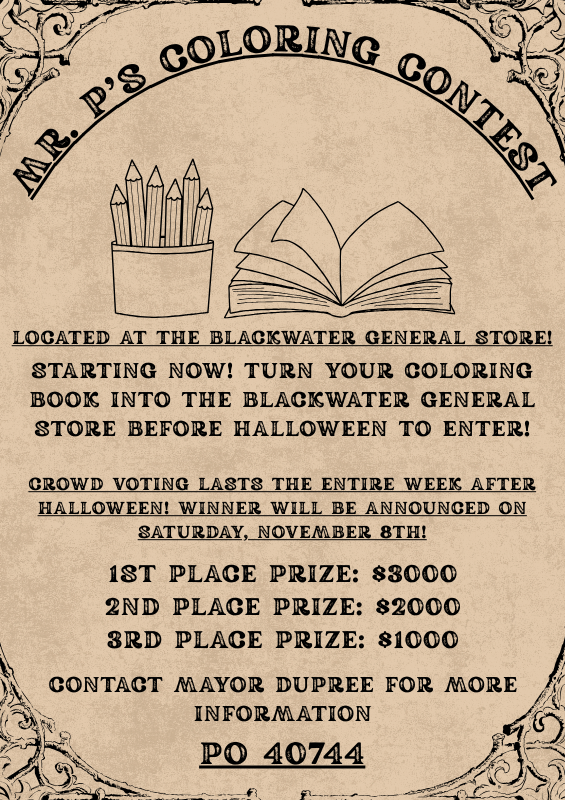 MR. P'S COLORING CONTEST
LOCATED AT THE BLACKWATER GENERAL STORE!
STARTING NOW! TURN YOUR COLORING
BOOK INTO THE BLACKWATER GENERAL
STORE BEFORE HALLOWEEN TO ENTER!
CROWD VOTING LASTS THE ENTIRE WEEK AFTER
HALLOWEEN! WINNER WILL BE ANNOUNCED ON
SATURDAY, NOVEMBER 8TH!
1ST PLACE PRIZE: $3000
2ND PLACE PRIZE: $2000
3RD PLACE PRIZE: $1000
CONTACT MAYOR DUPREE FOR MORE
INFORMATION
PO 40744